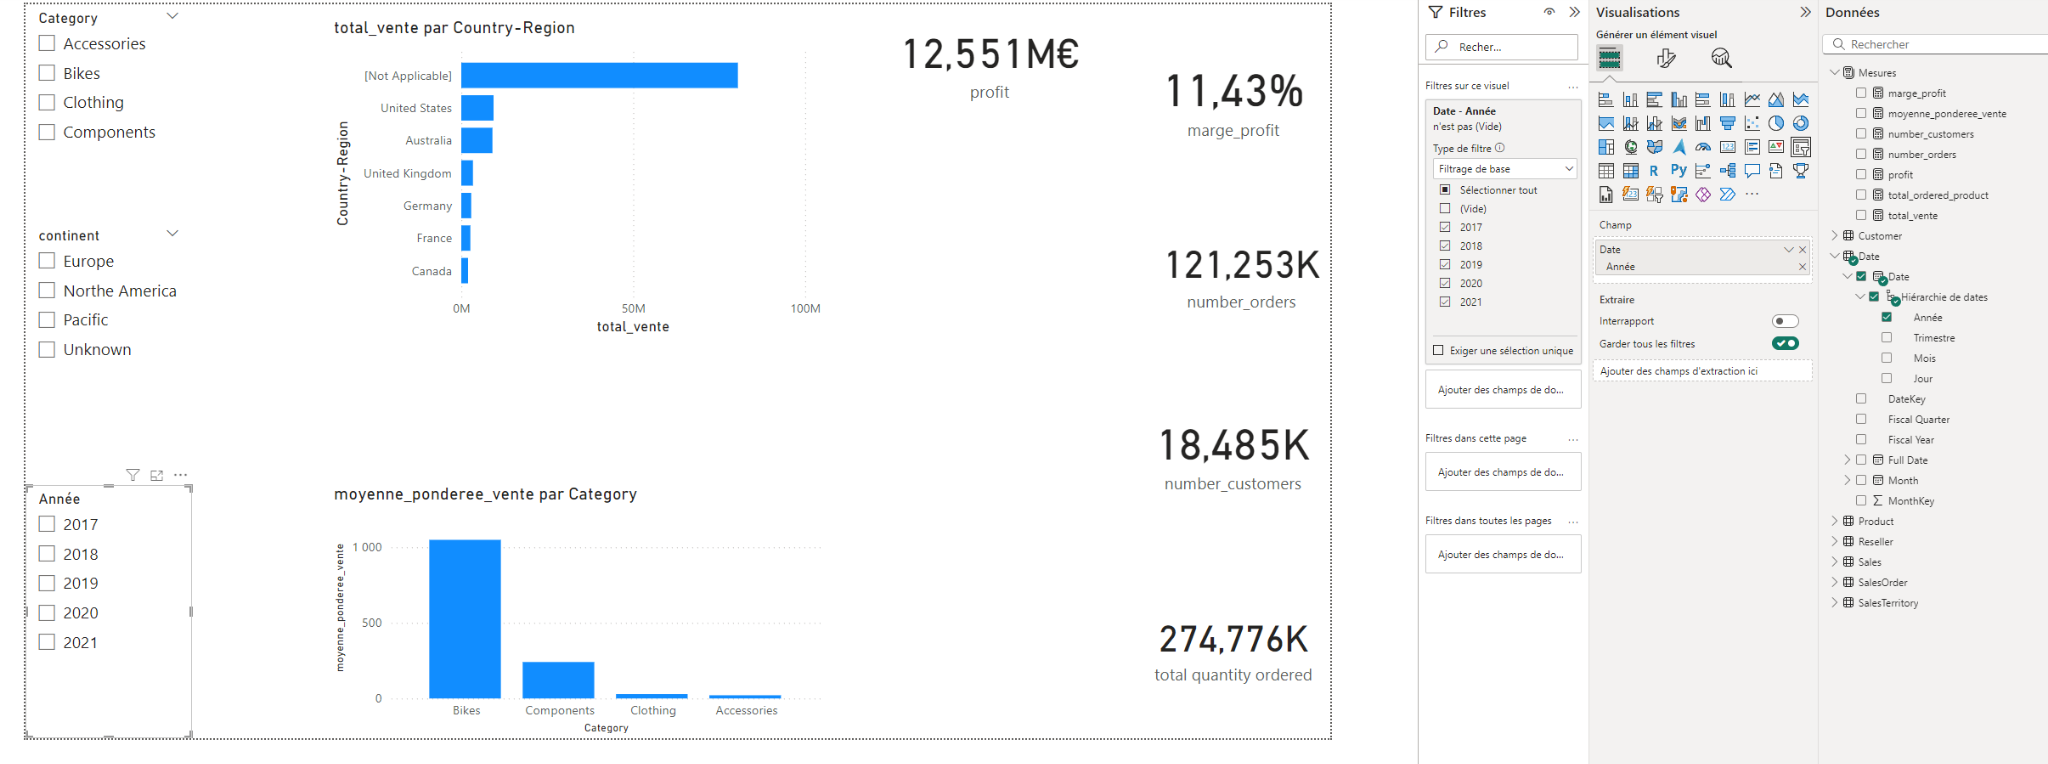 Category
Accessories
Bikes
Clothing
Components
continent
Europe
Northe America
Pacific
Unknown
Année
2017
2018
2019
2020
2021
total_vente par Country-Region
Country-Region
[Not Applicable]
United States
Australia
United Kingdom
Germany
France
Canada
0M 50M 100M
total_vente
moyenne_ponderee_vente par Category
moyenne_ponderee_vente
1 000
500
0
Bikes Components Clothing Accessories
Category
12,551M€
profit
11,43%
marge_profit
121,253K
number_orders
18,485K
number_customers
274,776K
total quantity ordered
Filtres
Recher...
Filtres sur ce visuel ...
Date - Année
n'est pas (Vide)
Type de filtre
Filtrage de base
Sélectionner tout
(Vide)
2017
2018
2019
2020
2021
Exiger une sélection unique
Ajouter des champs de do...
Filtres dans cette page ...
Ajouter des champs de do...
Filtres dans toutes les pages ...
Ajouter des champs de do...
Visualisations
Générer un élément visuel
123
R Py
123
...
Champ
Date
Année
Extraire
Interrapport
Garder tous les filtres
Ajouter des champs d'extraction ici
Données
Rechercher
Mesures
marge_profit
moyenne_ponderee_vente
number_customers
number_orders
profit
total_ordered_product
total_vente
Customer
Date
Date
Hiérarchie de dates
Année
Trimestre
Mois
Jour
DateKey
Fiscal Quarter
Fiscal Year
Full Date
Month
MonthKey
Product
Reseller
Sales
SalesOrder
SalesTerritory